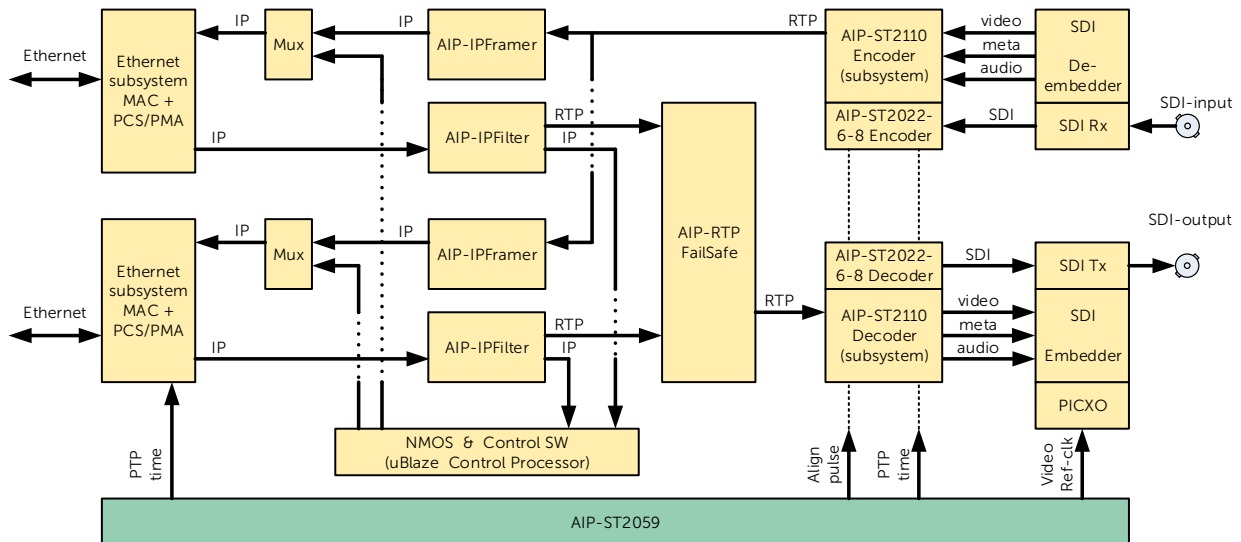 IP
IP
RTP
video
SDI
Ethernet
Ethernet
subsystem
MAC +
PCS/PMA
Mux
AIP-IPFramer
AIP-ST2110
Encoder
(subsystem)
meta
audio
De-
embedder
SDI-input
IP
AIP-IPFilter
RTP
IP
AIP-ST2022-
6-8 Encoder
SDI
SDI Rx
AIP-RTP
FailSafe
IP
IP
Ethernet
Ethernet
subsystem
MAC +
PCS/PMA
Mux
AIP-IPFramer
AIP-ST2022-
6-8 Decoder
SDI
SDI Tx
SDI-output
IP
AIP-IPFilter
RTP
IP
RTP
AIP-ST2110
Decoder
(subsystem)
video
meta
audio
SDI
Embedder
PICXO
NMOS & Control SW
(uBlaze Control Processor)
PTP
time
Align
pulse
PTP
time
Video
Ref-clk
AIP-ST2059